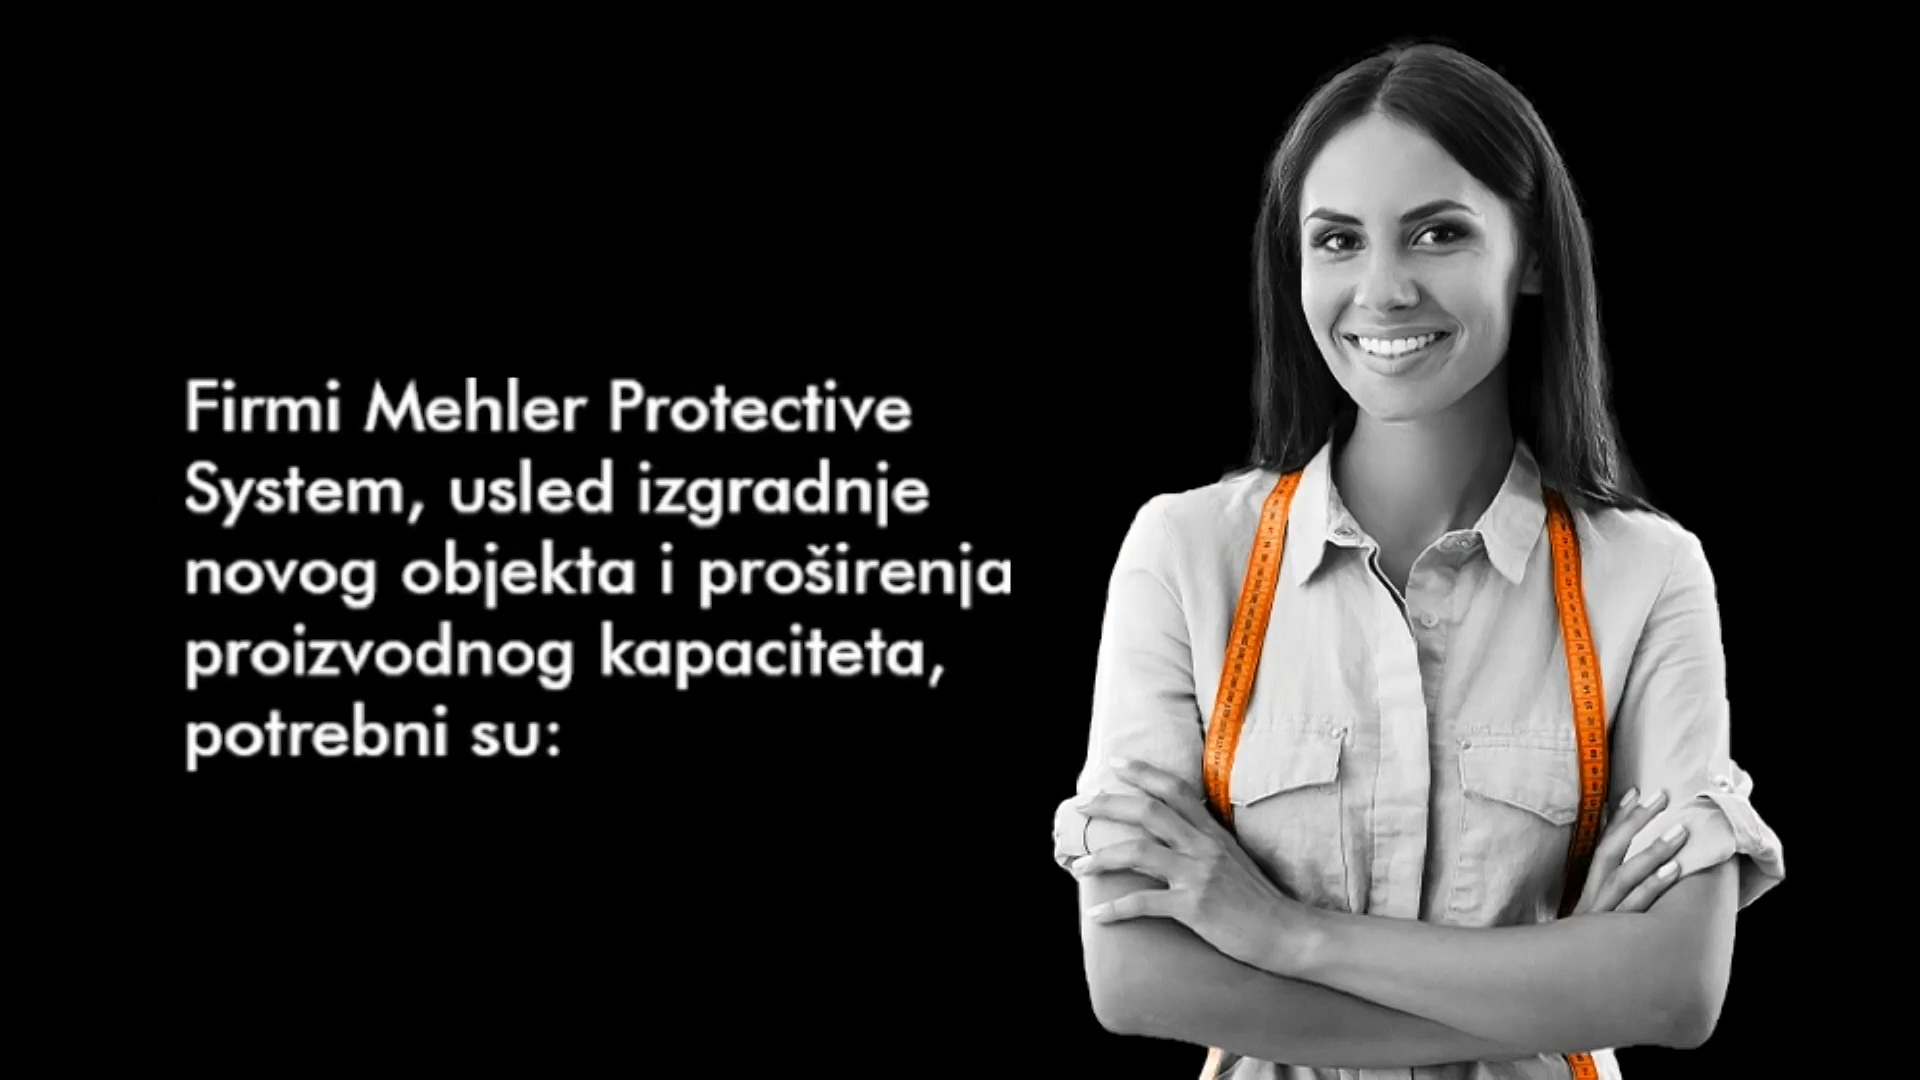 Firmi Mehler Protective
System, usled izgradnje
novog objekta i proširenja
proizvodnog kapaciteta,
potrebni su: